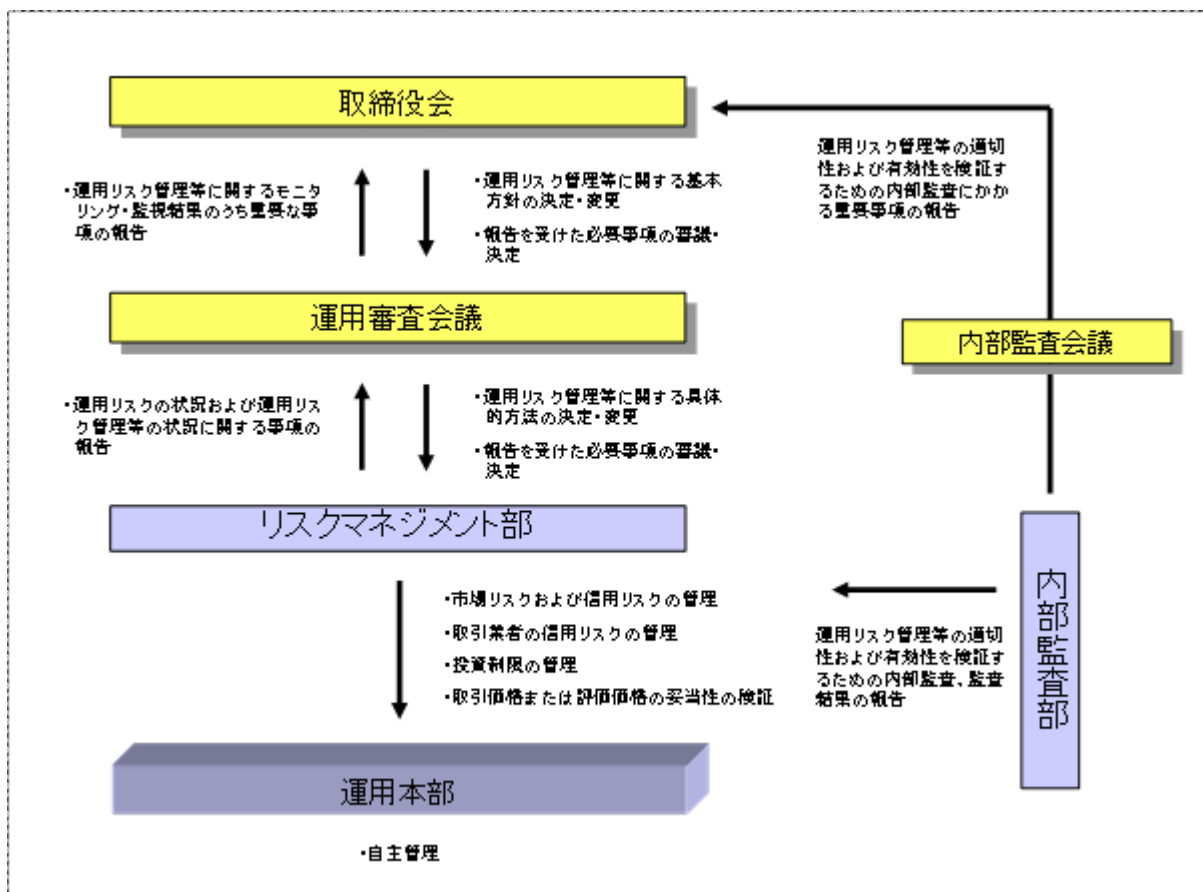 取締役会
・運用リスク管理等に関するモニ
タリング・監視結果のうち重要な事
項の報告
・運用リスク管理等に関する基本
方針の決定・変更
・報告を受けた必要事項の審議・
決定
運用リスク管理等の適切
性および有効性を検証す
るための内部監査にかか
る重要事項の報告
運用審査会議
内部監査会議
・運用リスクの状況および運用リス
ク管理等の状況に関する事項の
報告
・運用リスク管理等に関する具体
的方法の決定・変更
・報告を受けた必要事項の審議・
決定
リスクマネジメント部
・市場リスクおよび信用リスクの管理
・取引業者の信用リスクの管理
・投資制限の管理
・取引価格または評価価格の妥当性の検証
運用リスク管理等の適切
性および有効性を検証す
るための内部監査、監査
結果の報告
内部監査部
運用本部
・自主管理